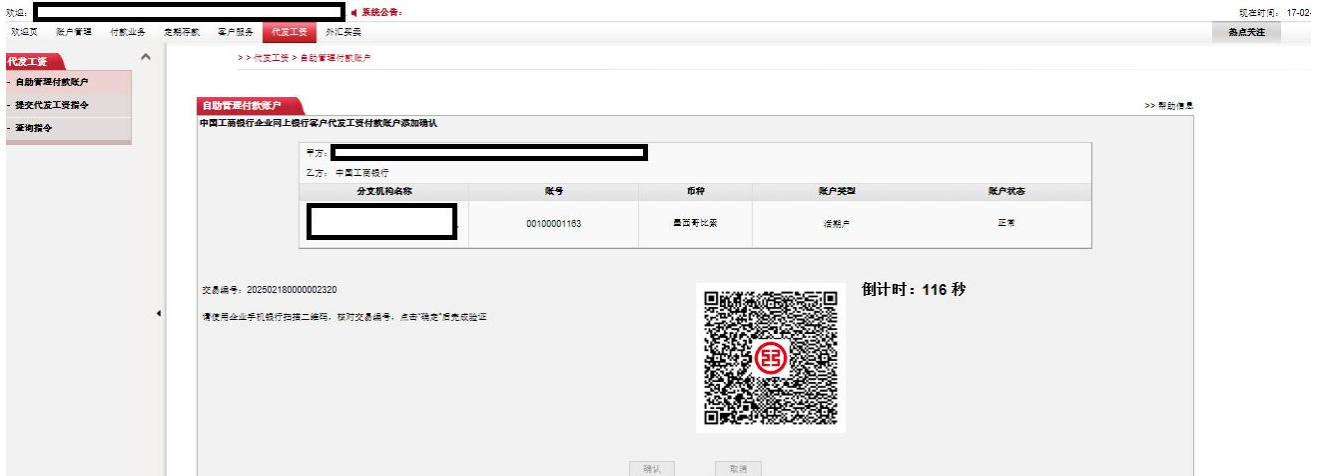 欢迎: 系统公告: 现在时间: 17-02-
欢迎页 账户管理 付款业务 定期存款 客户服务 代发工资 外汇买卖 热点关注
代发工资
- 自助管理付款账户
- 提交代发工资指令
- 查询指令
>> 代发工资 > 自助管理付款账户
自助管理付款账户 >> 帮助信息
中国工商银行企业网上银行客户代发工资付款账户添加确认
甲方:
乙方: 中国工商银行
分支机构名称 账号 币种 账户类型 账户状态
00100001163 墨西哥比索 活期户 正常
交易编号: 202502180000002320
倒计时: 116 秒
请使用企业手机银行扫描二维码, 核对交易编号, 点击"确定"后完成验证
确认 取消